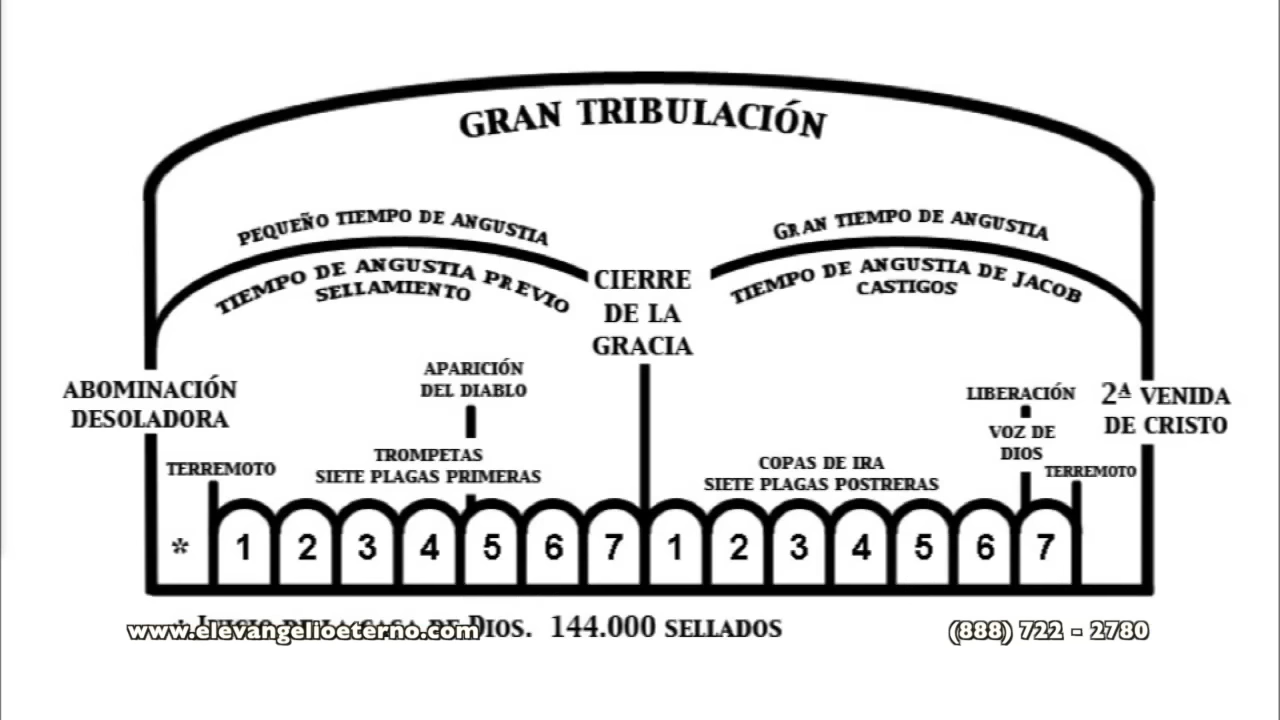 GRAN TRIBULACIÓN
PEQUEÑO TIEMPO DE ANGUSTIA
TIEMPO DE ANGUSTIA PREVIO
SELLAMIENTO
GRAN TIEMPO DE ANGUSTIA
TIEMPO DE ANGUSTIA DE JACOB
CASTIGOS
CIERRE
DE LA
GRACIA
ABOMINACIÓN
DESOLADORA
APARICIÓN
DEL DIABLO
LIBERACIÓN
2ª VENIDA
DE CRISTO
VOZ DE
DIOS
TERREMOTO
TROMPETAS
SIETE PLAGAS PRIMERAS
COPAS DE IRA
SIETE PLAGAS POSTRERAS
TERREMOTO
* 1 2 3 4 5 6 7 1 2 3 4 5 6 7
DE DIOS. 144.000 SELLADOS
www.elevangelioeterno.com
(888) 722 - 2780